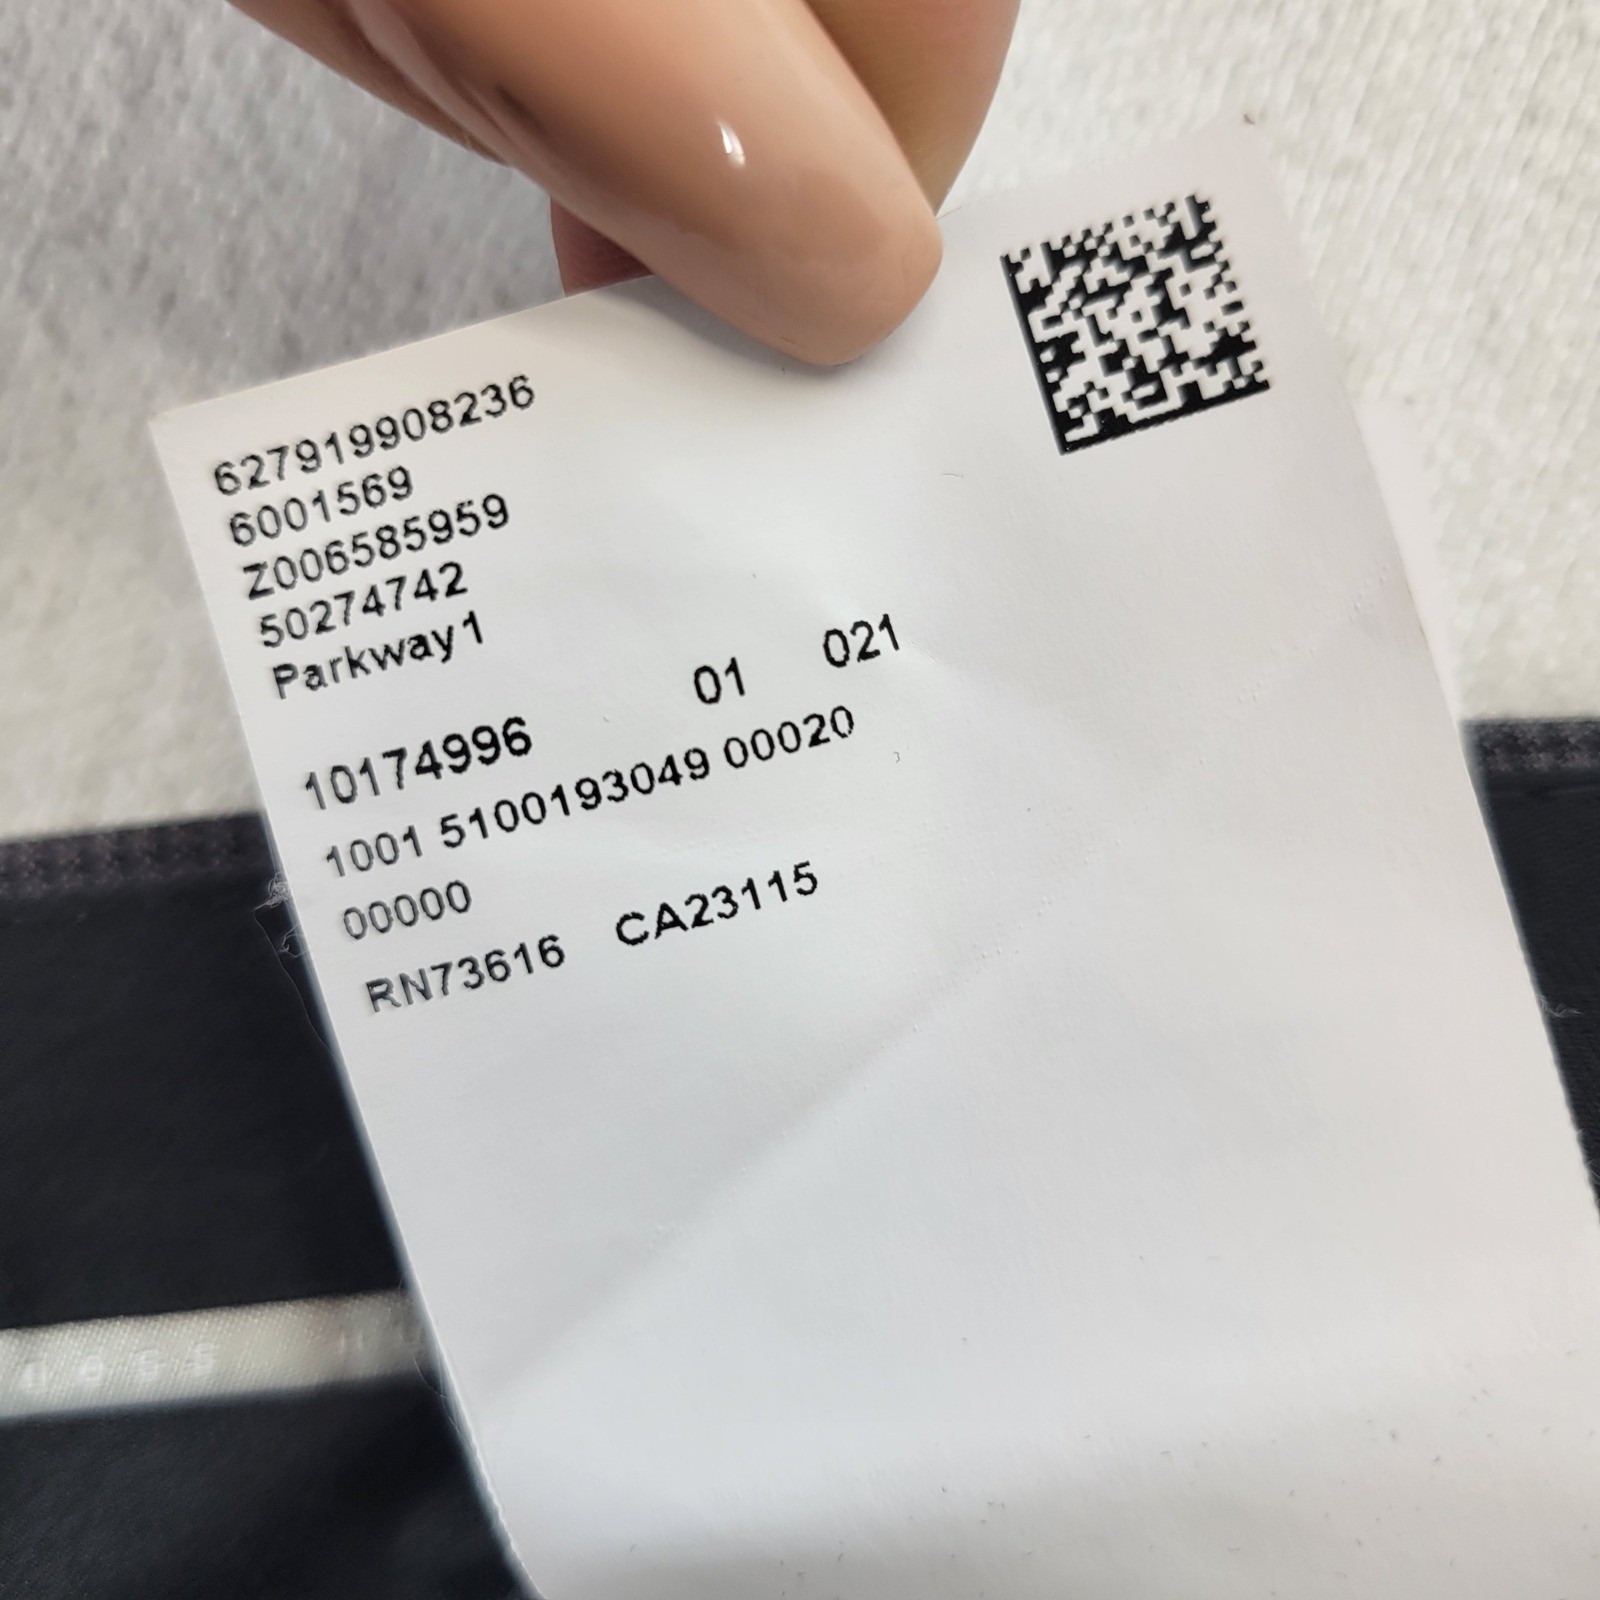 627919908236
6001569
Z006585959
50274742
Parkway1
10174996 01 021
1001 5100193049 00020
00000
RN73616 CA23115